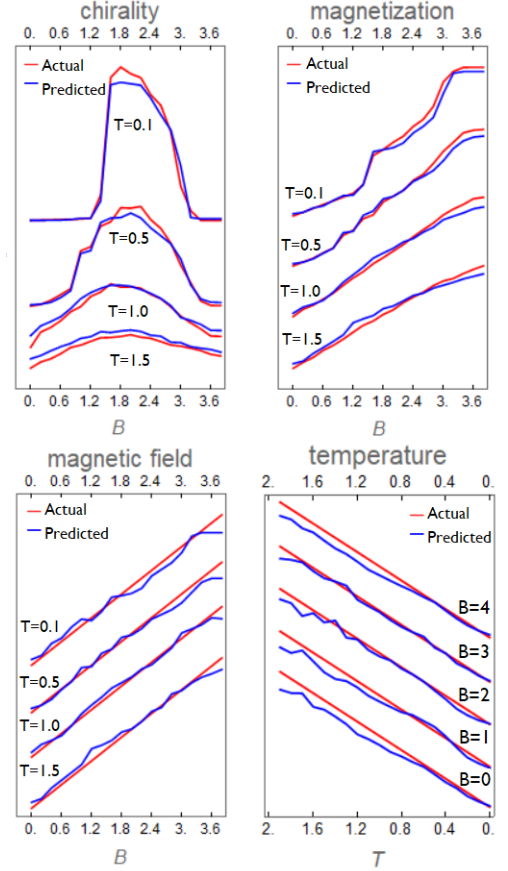 chirality
Actual
Predicted
T=0.1
T=0.5
T=1.0
T=1.5
0. 0.6 1.2 1.8 2.4 3. 3.6
B
magnetization
Actual
Predicted
T=0.1
T=0.5
T=1.0
T=1.5
0. 0.6 1.2 1.8 2.4 3. 3.6
B
magnetic field
Actual
Predicted
T=0.1
T=0.5
T=1.0
T=1.5
0. 0.6 1.2 1.8 2.4 3. 3.6
B
temperature
2. 1.6 1.2 0.8 0.4 0.
Actual
Predicted
B=4
B=3
B=2
B=1
B=0
2. 1.6 1.2 0.8 0.4 0.
T
0. 0.6 1.2 1.8 2.4 3. 3.6
0. 0.6 1.2 1.8 2.4 3. 3.6
0. 0.6 1.2 1.8 2.4 3. 3.6